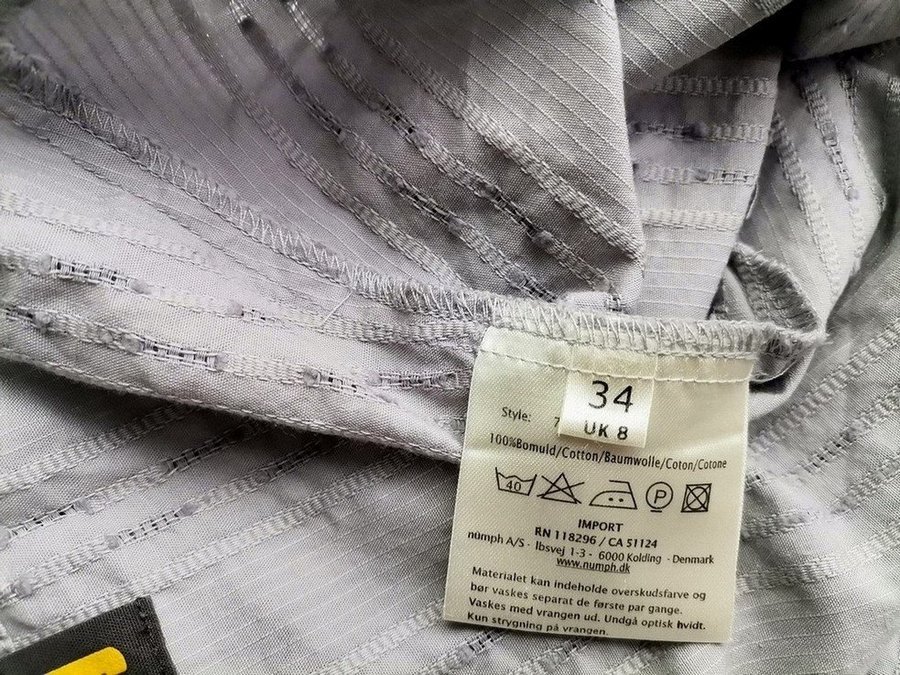 34
UK 8
Style: 7
100%Bomuld/Cotton/Baumwolle/Coton/Cotone
40 P
IMPORT
RN 118296 / CA 51124
nümph A/S - Ibsvej 1-3 - 6000 Kolding - Denmark
www.numph.dk
Materialet kan indeholde overskudsfarve og
bør vaskes separat de første par gange.
Vaskes med vrangen ud. Undgå optisk hvidt.
Kun strygning på vrangen.